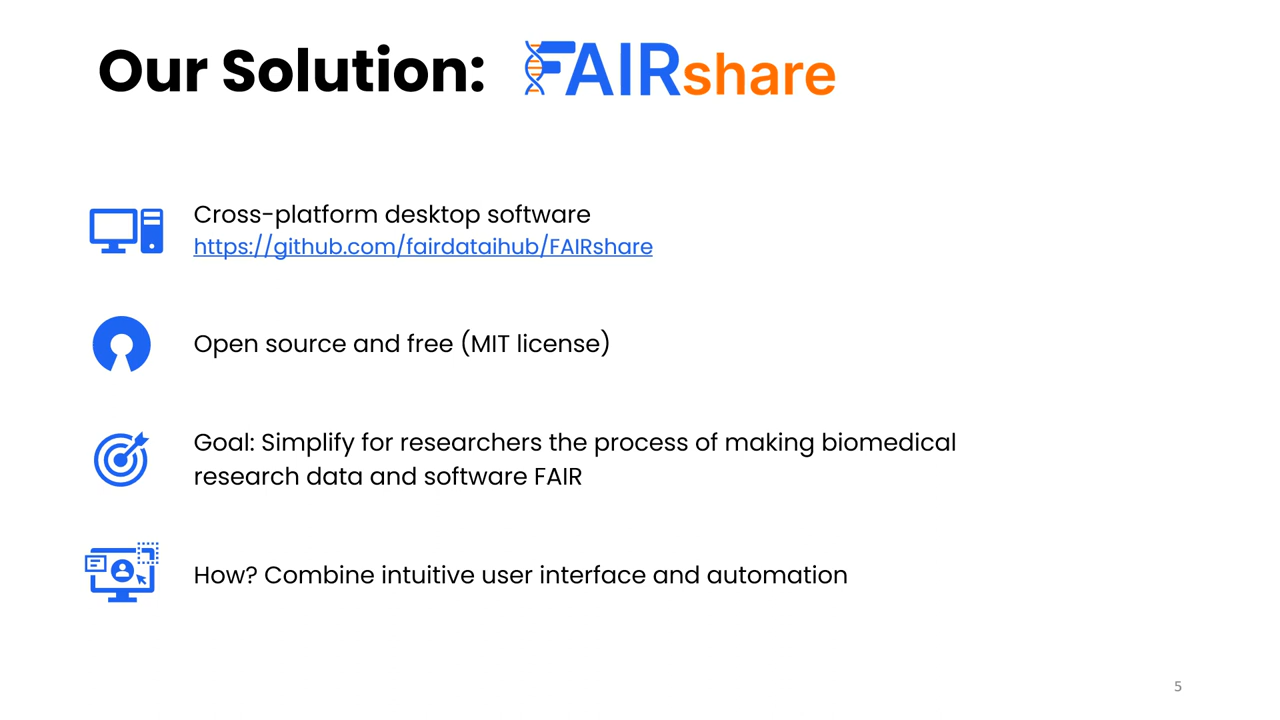 Our Solution: FAIRshare
Cross-platform desktop software
https://github.com/fairdataihub/FAIRshare
Open source and free (MIT license)
Goal: Simplify for researchers the process of making biomedical
research data and software FAIR
How? Combine intuitive user interface and automation
5